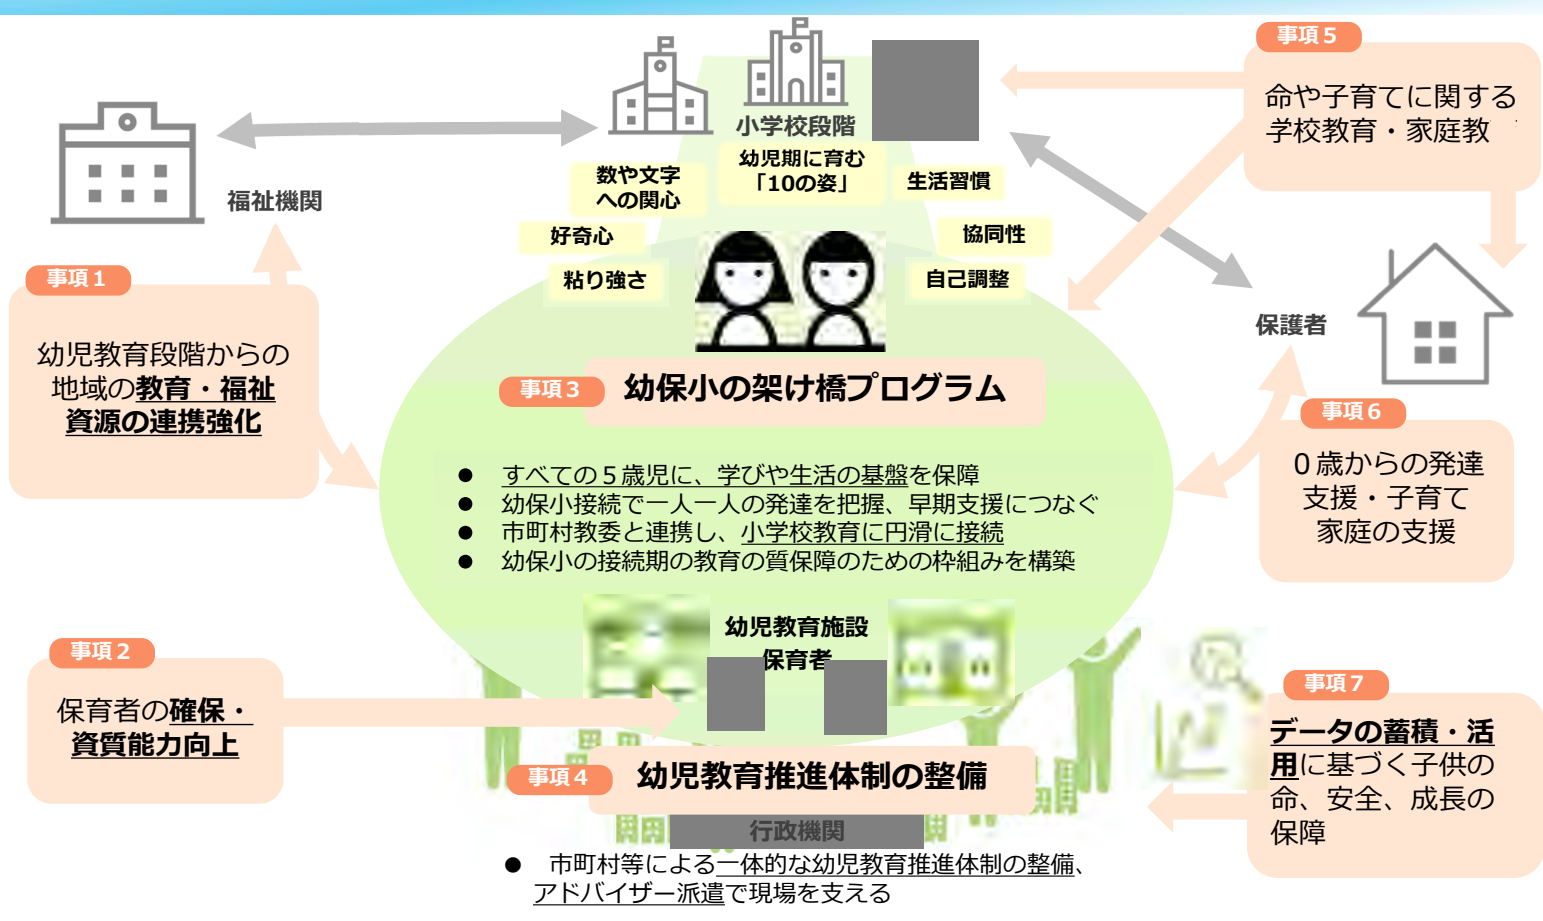 事項５
命や子育てに関する
学校教育・家庭教
小学校段階
幼児期に育む
「10の姿」
数や文字
への関心
生活習慣
福祉機関
好奇心
協同性
粘り強さ
自己調整
事項１
幼児教育段階からの
地域の教育・福祉
資源の連携強化
保護者
事項３
幼保小の架け橋プログラム
事項６
０歳からの発達
支援・子育て
家庭の支援
● すべての５歳児に、学びや生活の基盤を保障
● 幼保小接続で一人一人の発達を把握、早期支援につなぐ
● 市町村教委と連携し、小学校教育に円滑に接続
● 幼保小の接続期の教育の質保障のための枠組みを構築
幼児教育施設
保育者
事項２
保育者の確保・
資質能力向上
事項７
データの蓄積・活
用に基づく子供の
命、安全、成長の
保障
事項４
幼児教育推進体制の整備
行政機関
● 市町村等による一体的な幼児教育推進体制の整備、
アドバイザー派遣で現場を支える